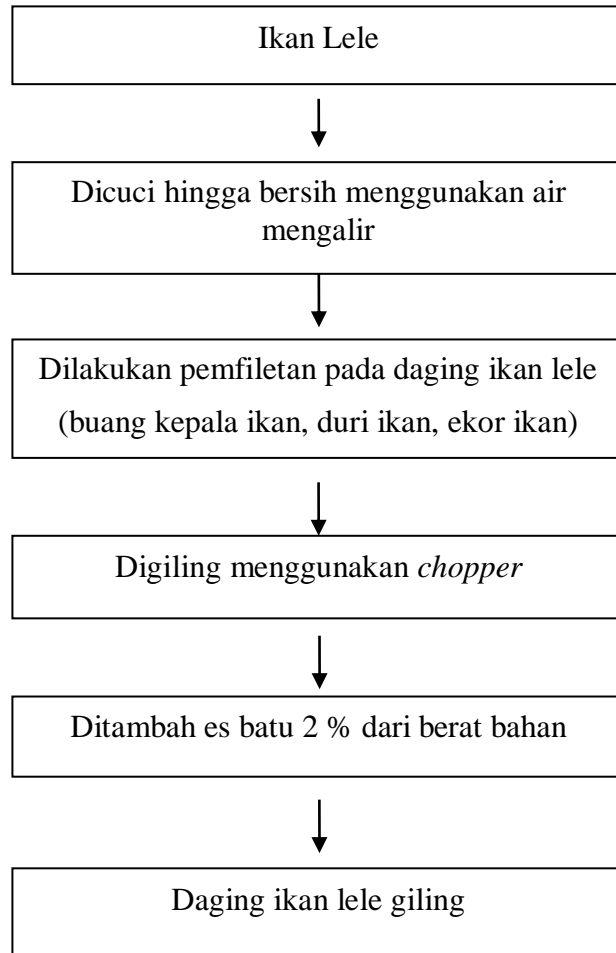 Ikan Lele
Dicuci hingga bersih menggunakan air
mengalir
Dilakukan pemfiletan pada daging ikan lele
(buang kepala ikan, duri ikan, ekor ikan)
Digiling menggunakan chopper
Ditambah es batu 2 % dari berat bahan
Daging ikan lele giling